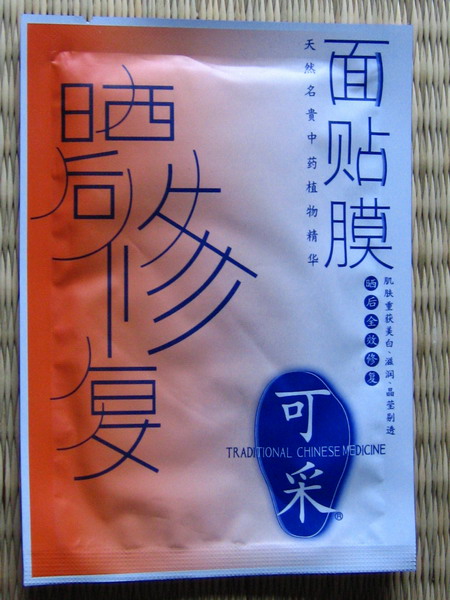 面贴膜
天然名贵中药植物精华
晒后修复
肌肤重获美白、滋润、晶莹剔透
晒后全效修复
可采
TRADITIONAL CHINESE MEDICINE
®